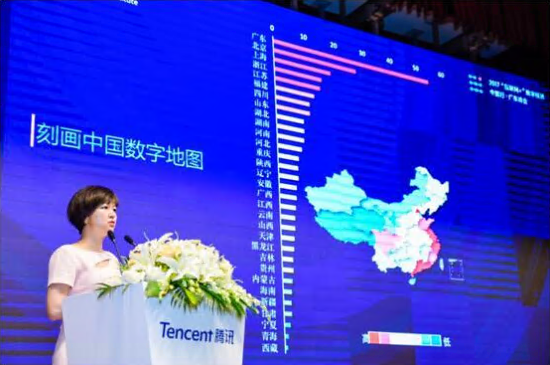 刻画中国数字地图
0 10 20 30 40 50 60
广东
北京
上海
浙江
江苏
福建
四川
山东
湖北
湖南
河南
河北
重庆
陕西
辽宁
安徽
广西
江西
云南
山西
天津
黑龙江
吉林
贵州
内蒙古
海南
新疆
甘肃
宁夏
青海
西藏
高 低
Tencent 腾讯